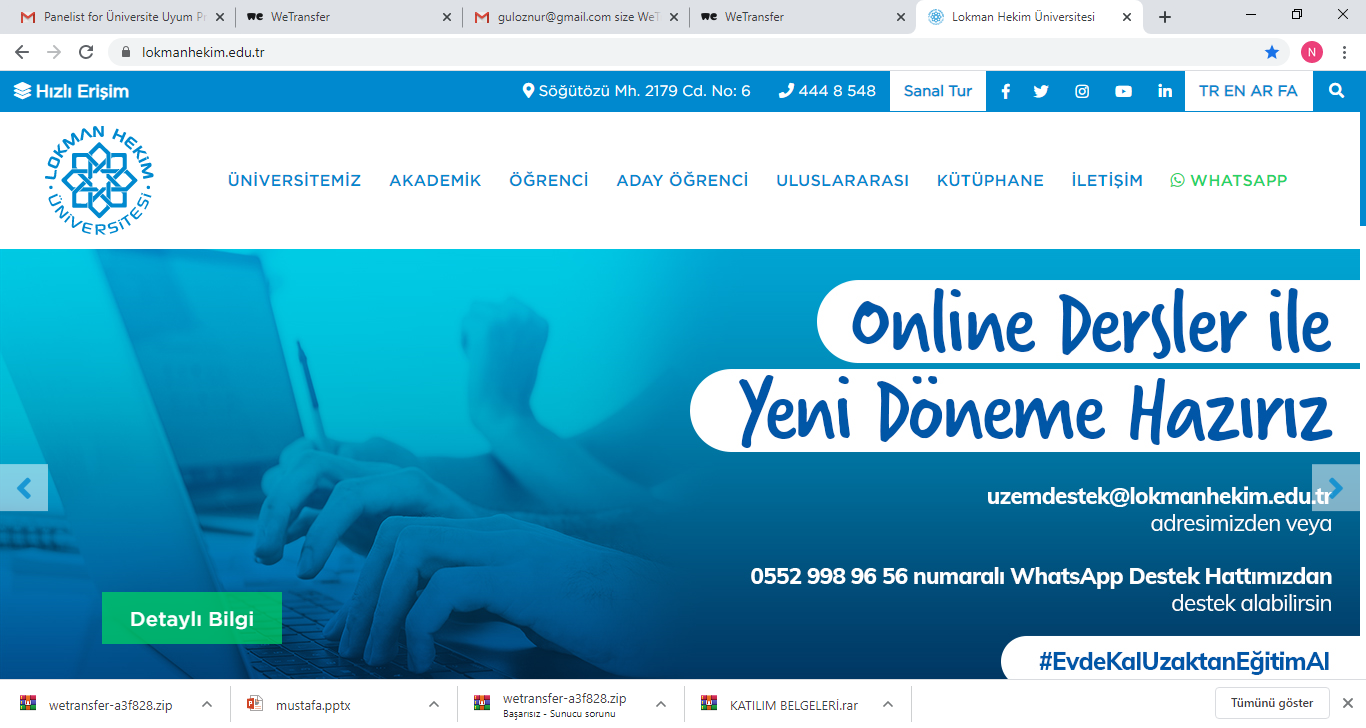 Panelist for Üniversite Uyum Pr
WeTransfer
guloznur@gmail.com size WeT
WeTransfer
Lokman Hekim Üniversitesi
lokmanhekim.edu.tr
N
Hızlı Erişim
Söğütözü Mh. 2179 Cd. No: 6
444 8 548
Sanal Tur
TR EN AR FA
LOKMAN HEKİM
ÜNİVERSİTESİ
ÜNİVERSİTEMİZ
AKADEMİK
ÖĞRENCİ
ADAY ÖĞRENCİ
ULUSLARARASI
KÜTÜPHANE
İLETİŞİM
WHATSAPP
Online Dersler ile
Yeni Döneme Hazırız
uzemdestek@lokmanhekim.edu.tr
adresimizden veya
0552 998 96 56 numaralı WhatsApp Destek Hattımızdan
destek alabilirsin
Detaylı Bilgi
#EvdeKalUzaktanEğitimAl
wetransfer-a3f828.zip
mustafa.pptx
wetransfer-a3f828.zip
Başarısız - Sunucu sorunu
KATILIM BELGELERİ.rar
Tümünü göster